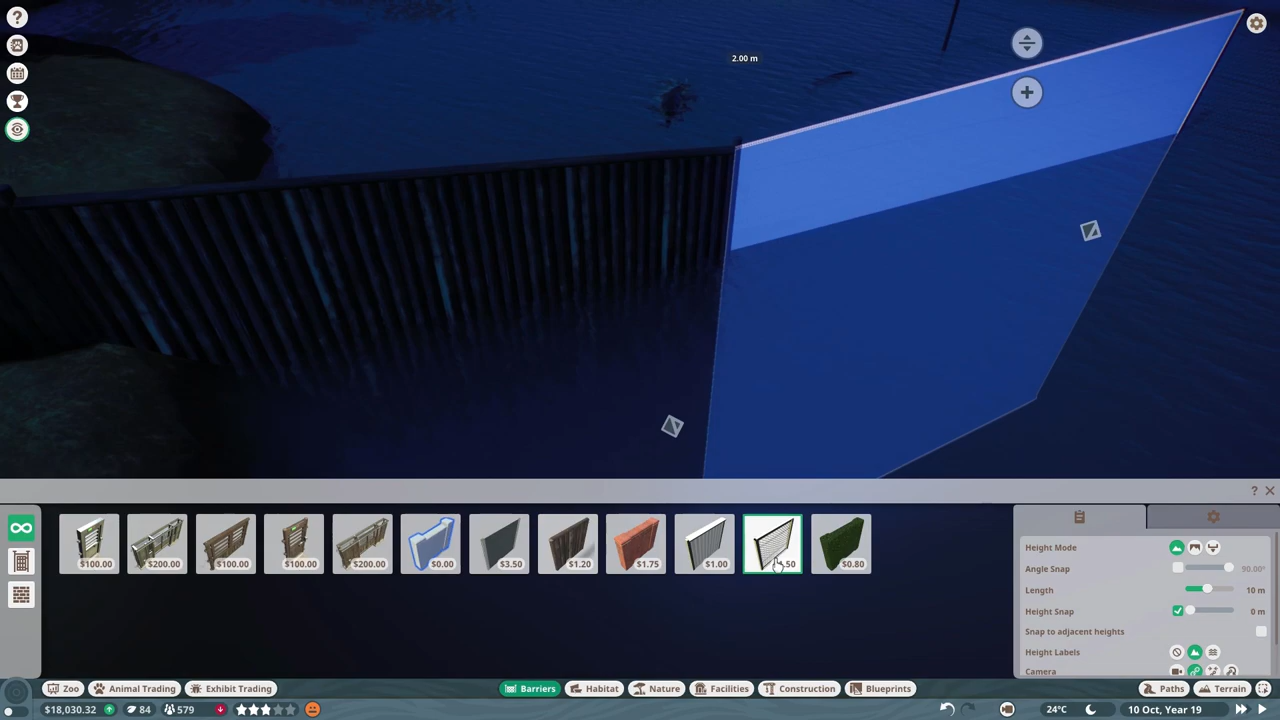 ?
2.00 m
?
$100.00
$200.00
$100.00
$100.00
$200.00
$0.00
$3.50
$1.20
$1.75
$1.00
.50
$0.80
Height Mode
Angle Snap
90.00°
Length
10 m
Height Snap
0 m
Snap to adjacent heights
Height Labels
Camera
Zoo
Animal Trading
Exhibit Trading
Barriers
Habitat
Nature
Facilities
Construction
Blueprints
Paths
Terrain
$18,030.32
84
579
24°C
10 Oct, Year 19